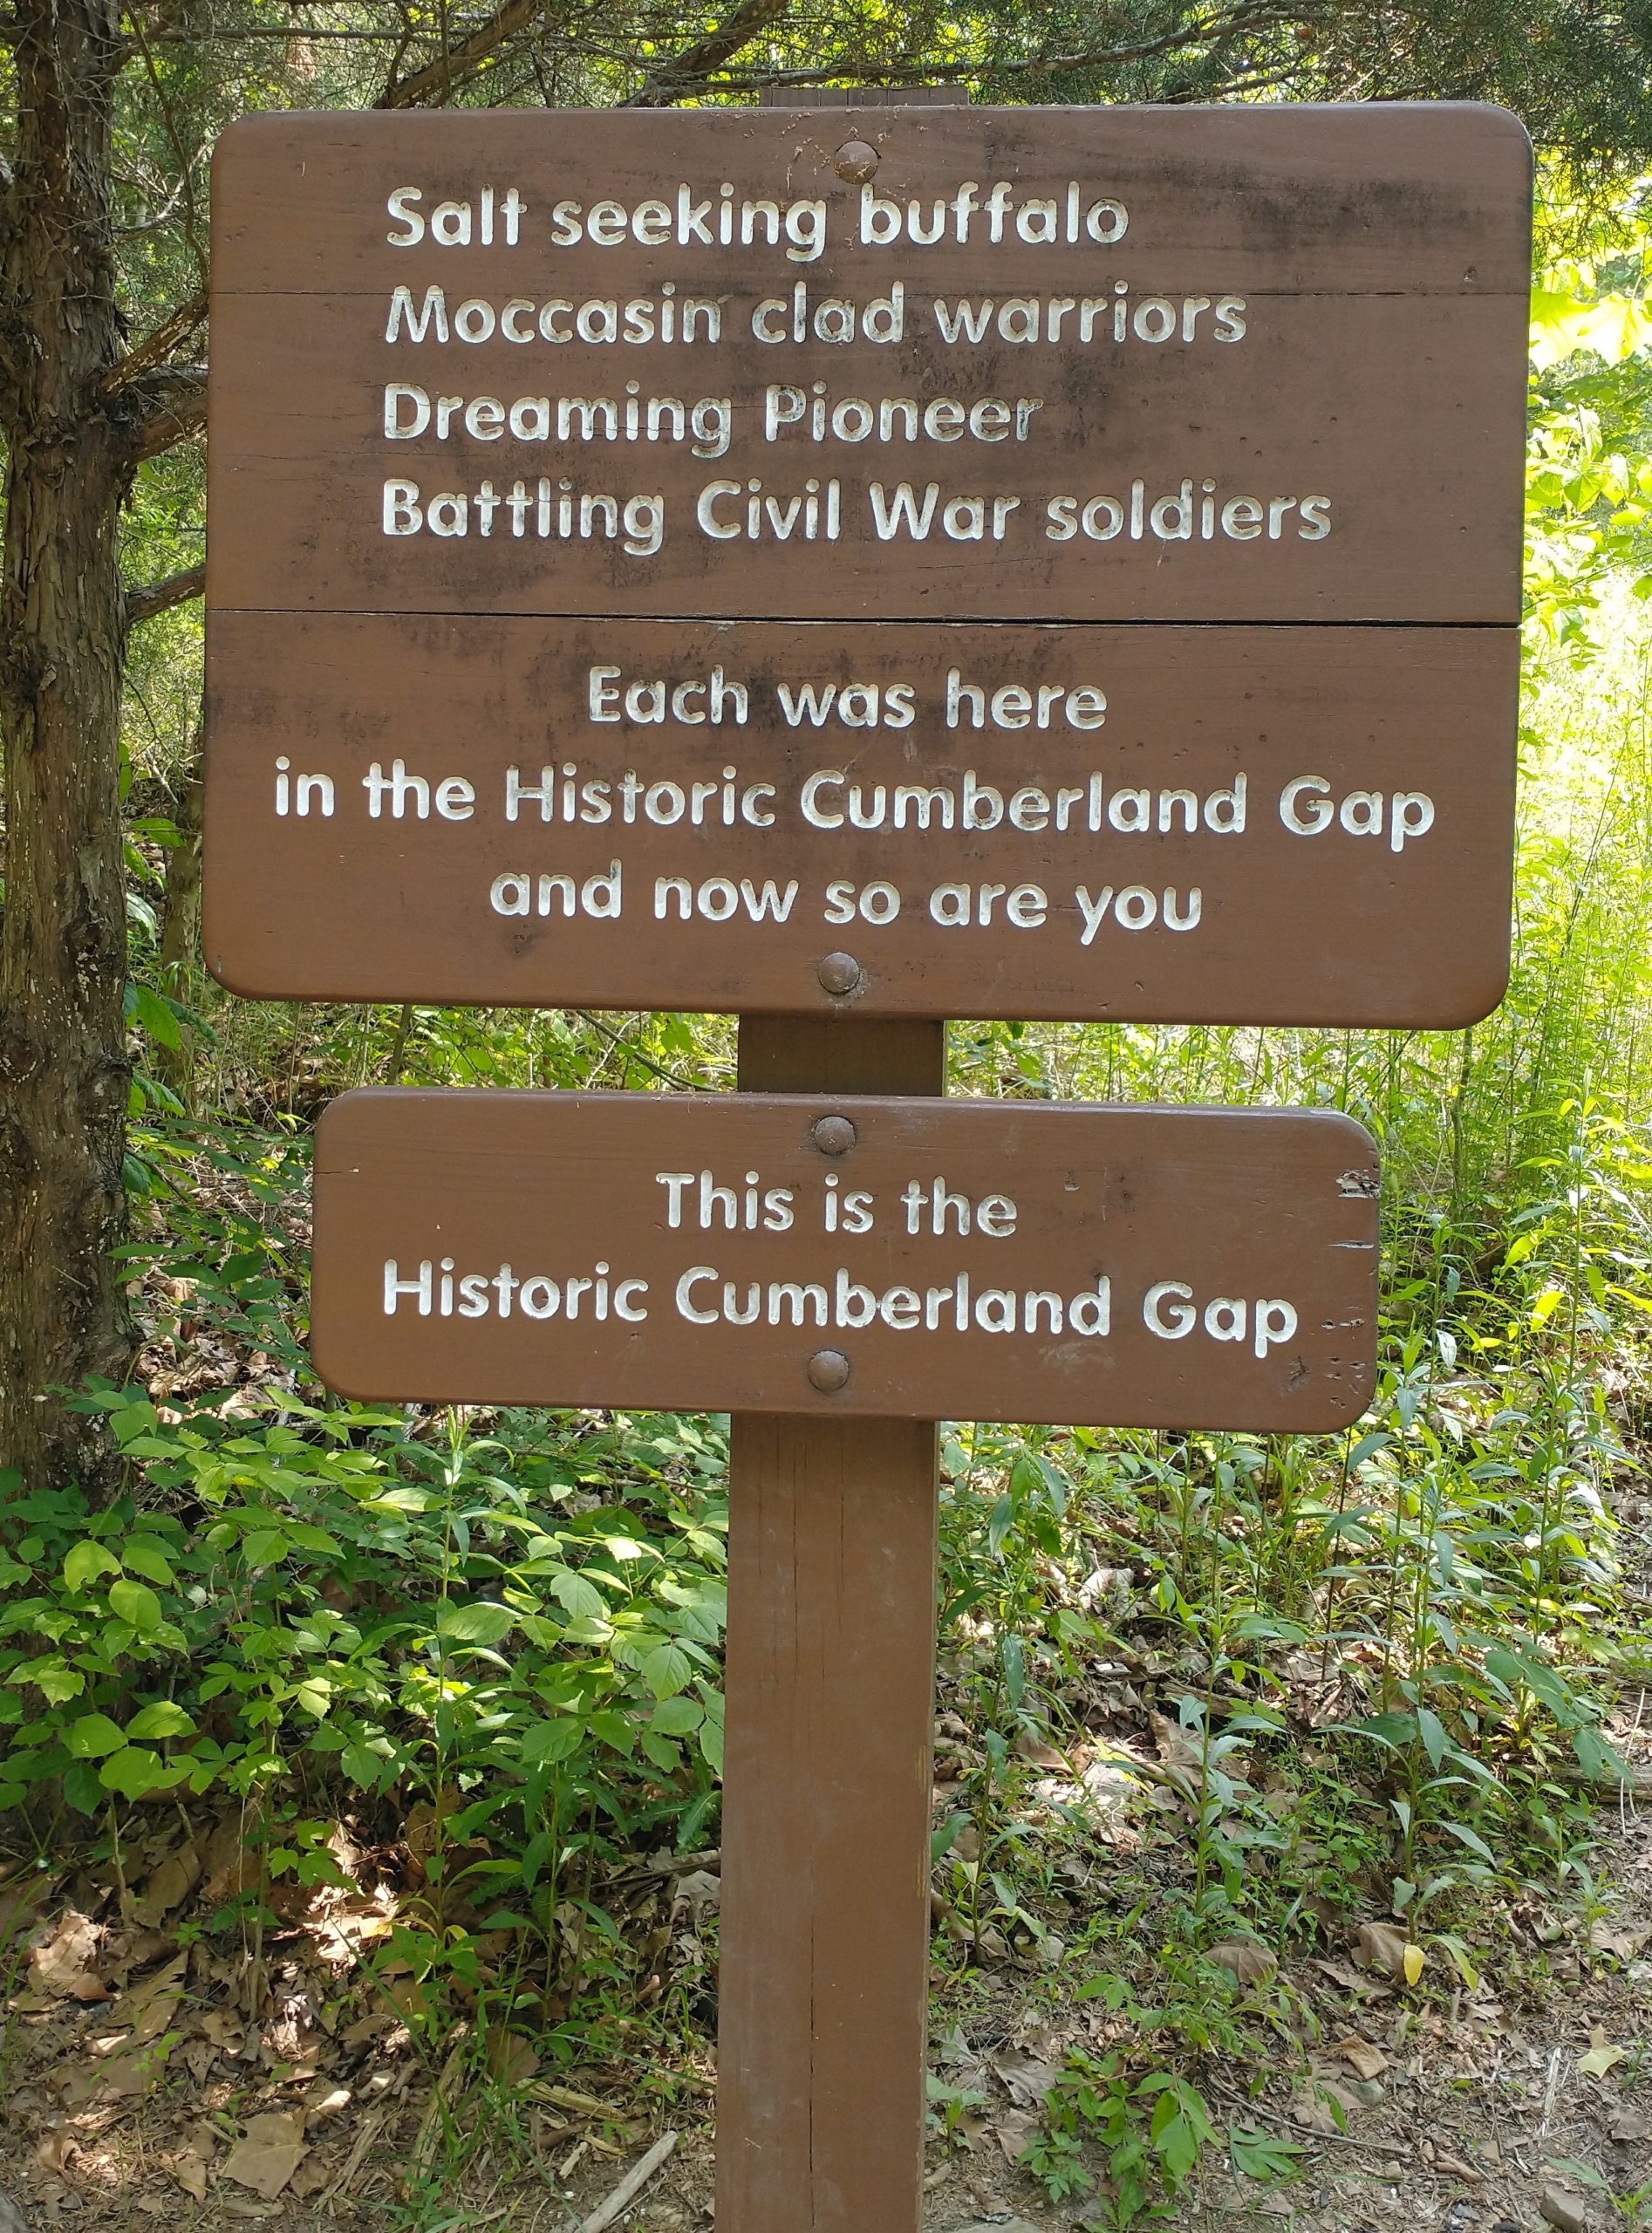 Salt seeking buffalo
Moccasin clad warriors
Dreaming Pioneer
Battling Civil War soldiers
Each was here
in the Historic Cumberland Gap
and now so are you
This is the
Historic Cumberland Gap